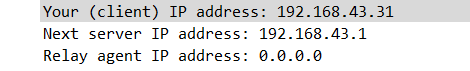 Your (client) IP address: 192.168.43.31
Next server IP address: 192.168.43.1
Relay agent IP address: 0.0.0.0